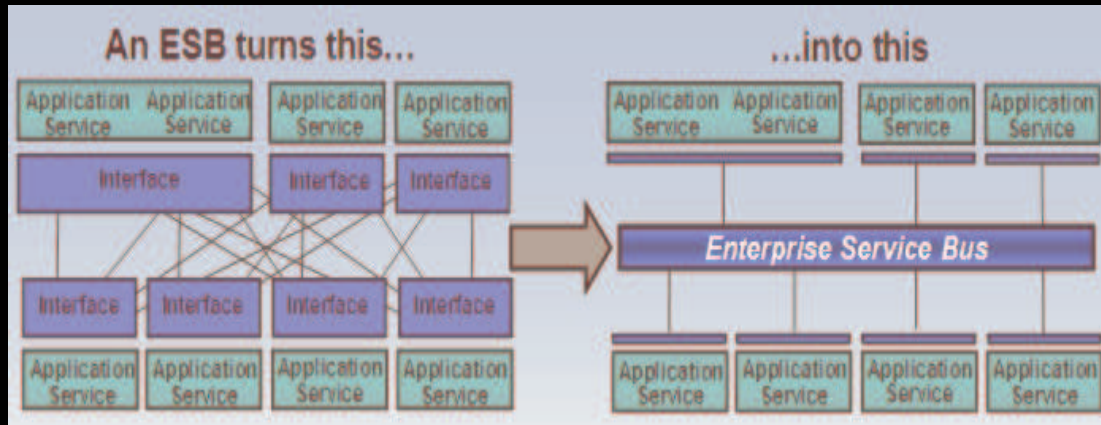 An ESB turns this...
...into this
Application Application Application Application
Service Service Service Service
Interface Interface Interface
Interface Interface Interface Interface
Application Application Application Application
Service Service Service Service
Application Application Application Application
Service Service Service Service
Enterprise Service Bus
Application Application Application Application
Service Service Service Service